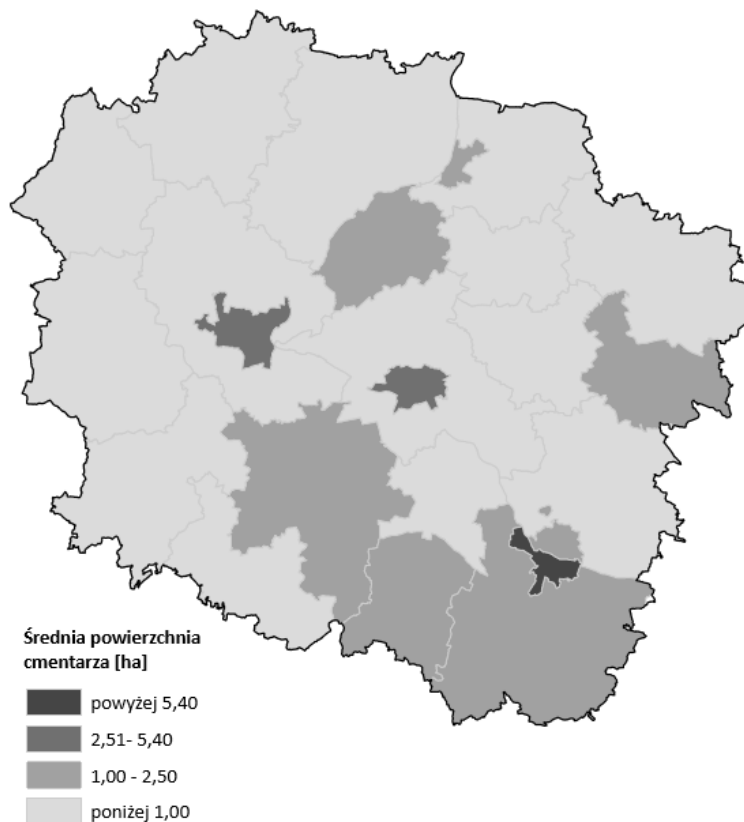 Średnia powierzchnia
cmentarza [ha]
powyżej 5,40
2,51- 5,40
1,00 - 2,50
poniżej 1,00